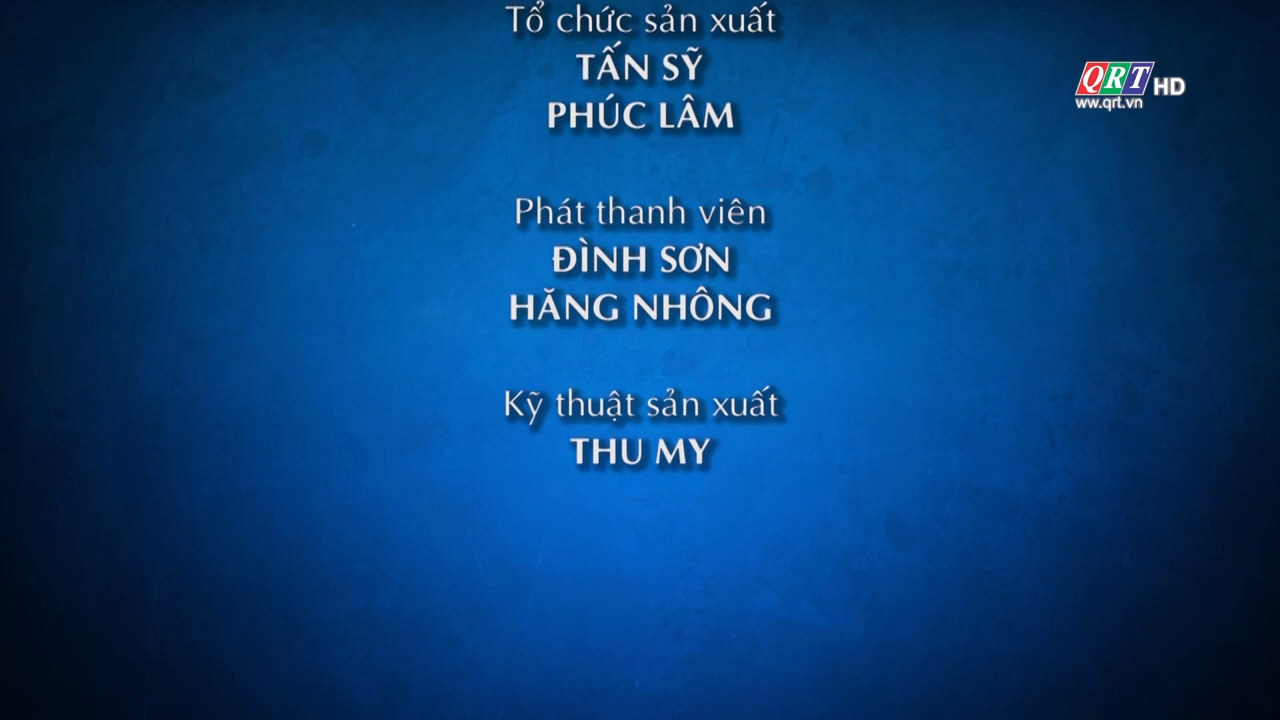 Tổ chức sản xuất
TẤN SỸ
PHÚC LÂM
QRT HD
ww.qrt.vn
Phát thanh viên
ĐÌNH SƠN
HĂNG NHÔNG
Kỹ thuật sản xuất
THU MY